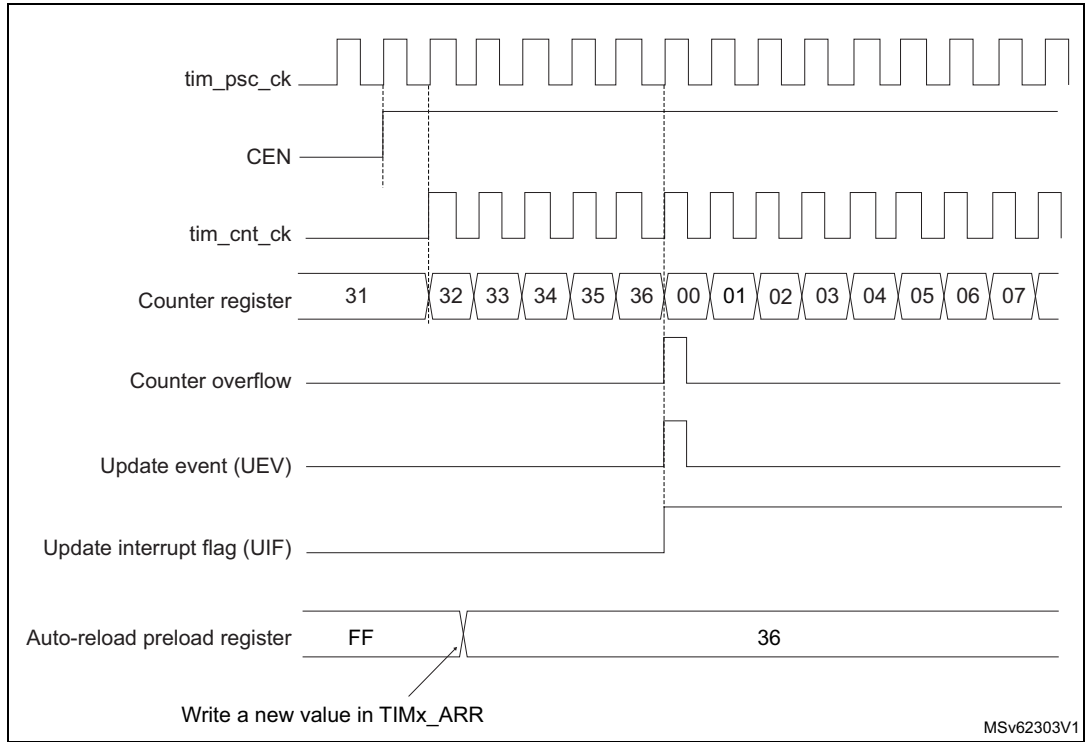 tim_psc_ck
CEN
tim_cnt_ck
Counter register 31 32 33 34 35 36 00 01 02 03 04 05 06 07
Counter overflow
Update event (UEV)
Update interrupt flag (UIF)
Auto-reload preload register FF 36
Write a new value in TIMx_ARR
MSv62303V1